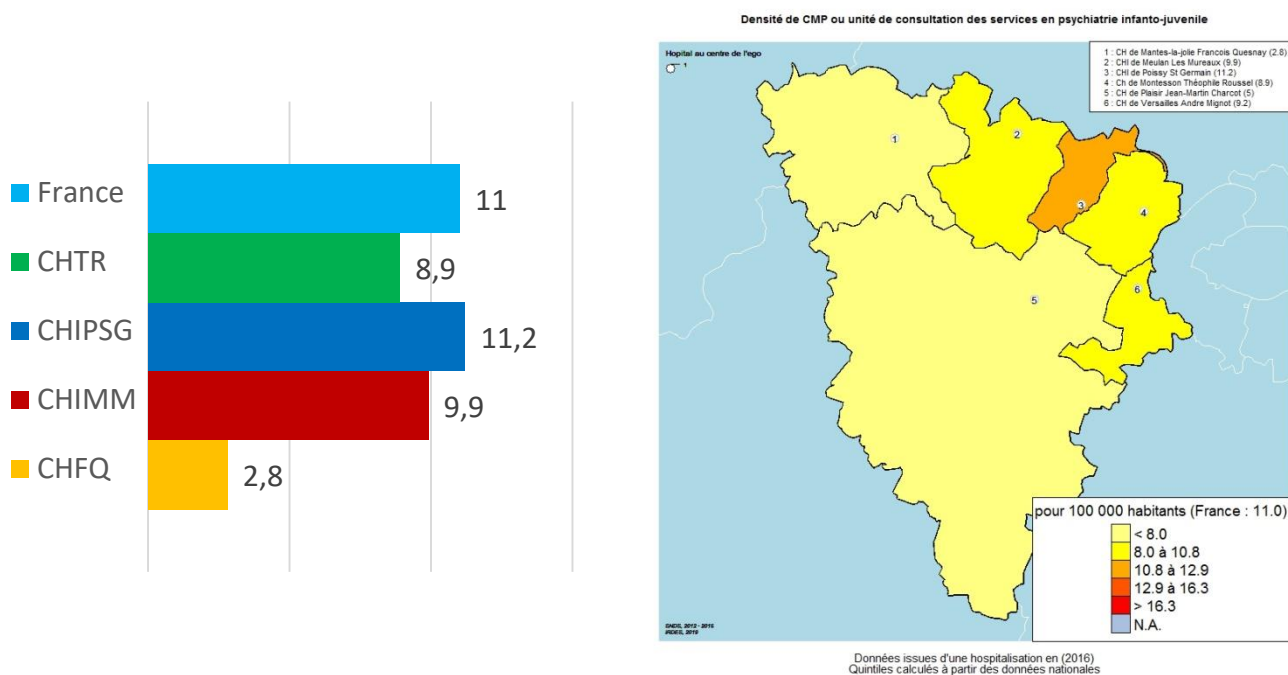 France
11
CHTR
8,9
CHIPSG
11,2
CHIMM
9,9
CHFQ
2,8
Densité de CMP ou unité de consultation des services en psychiatrie infanto-juvenile
Hopital au centre de l'ego
1
1 : CH de Mantes-la-jolie Francois Quesnay (2.8)
2 : CHI de Meulan Les Mureaux (9.9)
3 : CHI de Poissy St Germain (11.2)
4 : Ch de Montesson Théophile Roussel (8.9)
5 : CH de Plaisir Jean-Martin Charcot (5)
6 : CH de Versailles Andre Mignot (9.2)
1
2
3
4
5
6
pour 100 000 habitants (France : 11.0)
< 8.0
8.0 à 10.8
10.8 à 12.9
12.9 à 16.3
> 16.3
N.A.
Données issues d'une hospitalisation en (2016)
Quintiles calculés à partir des données nationales